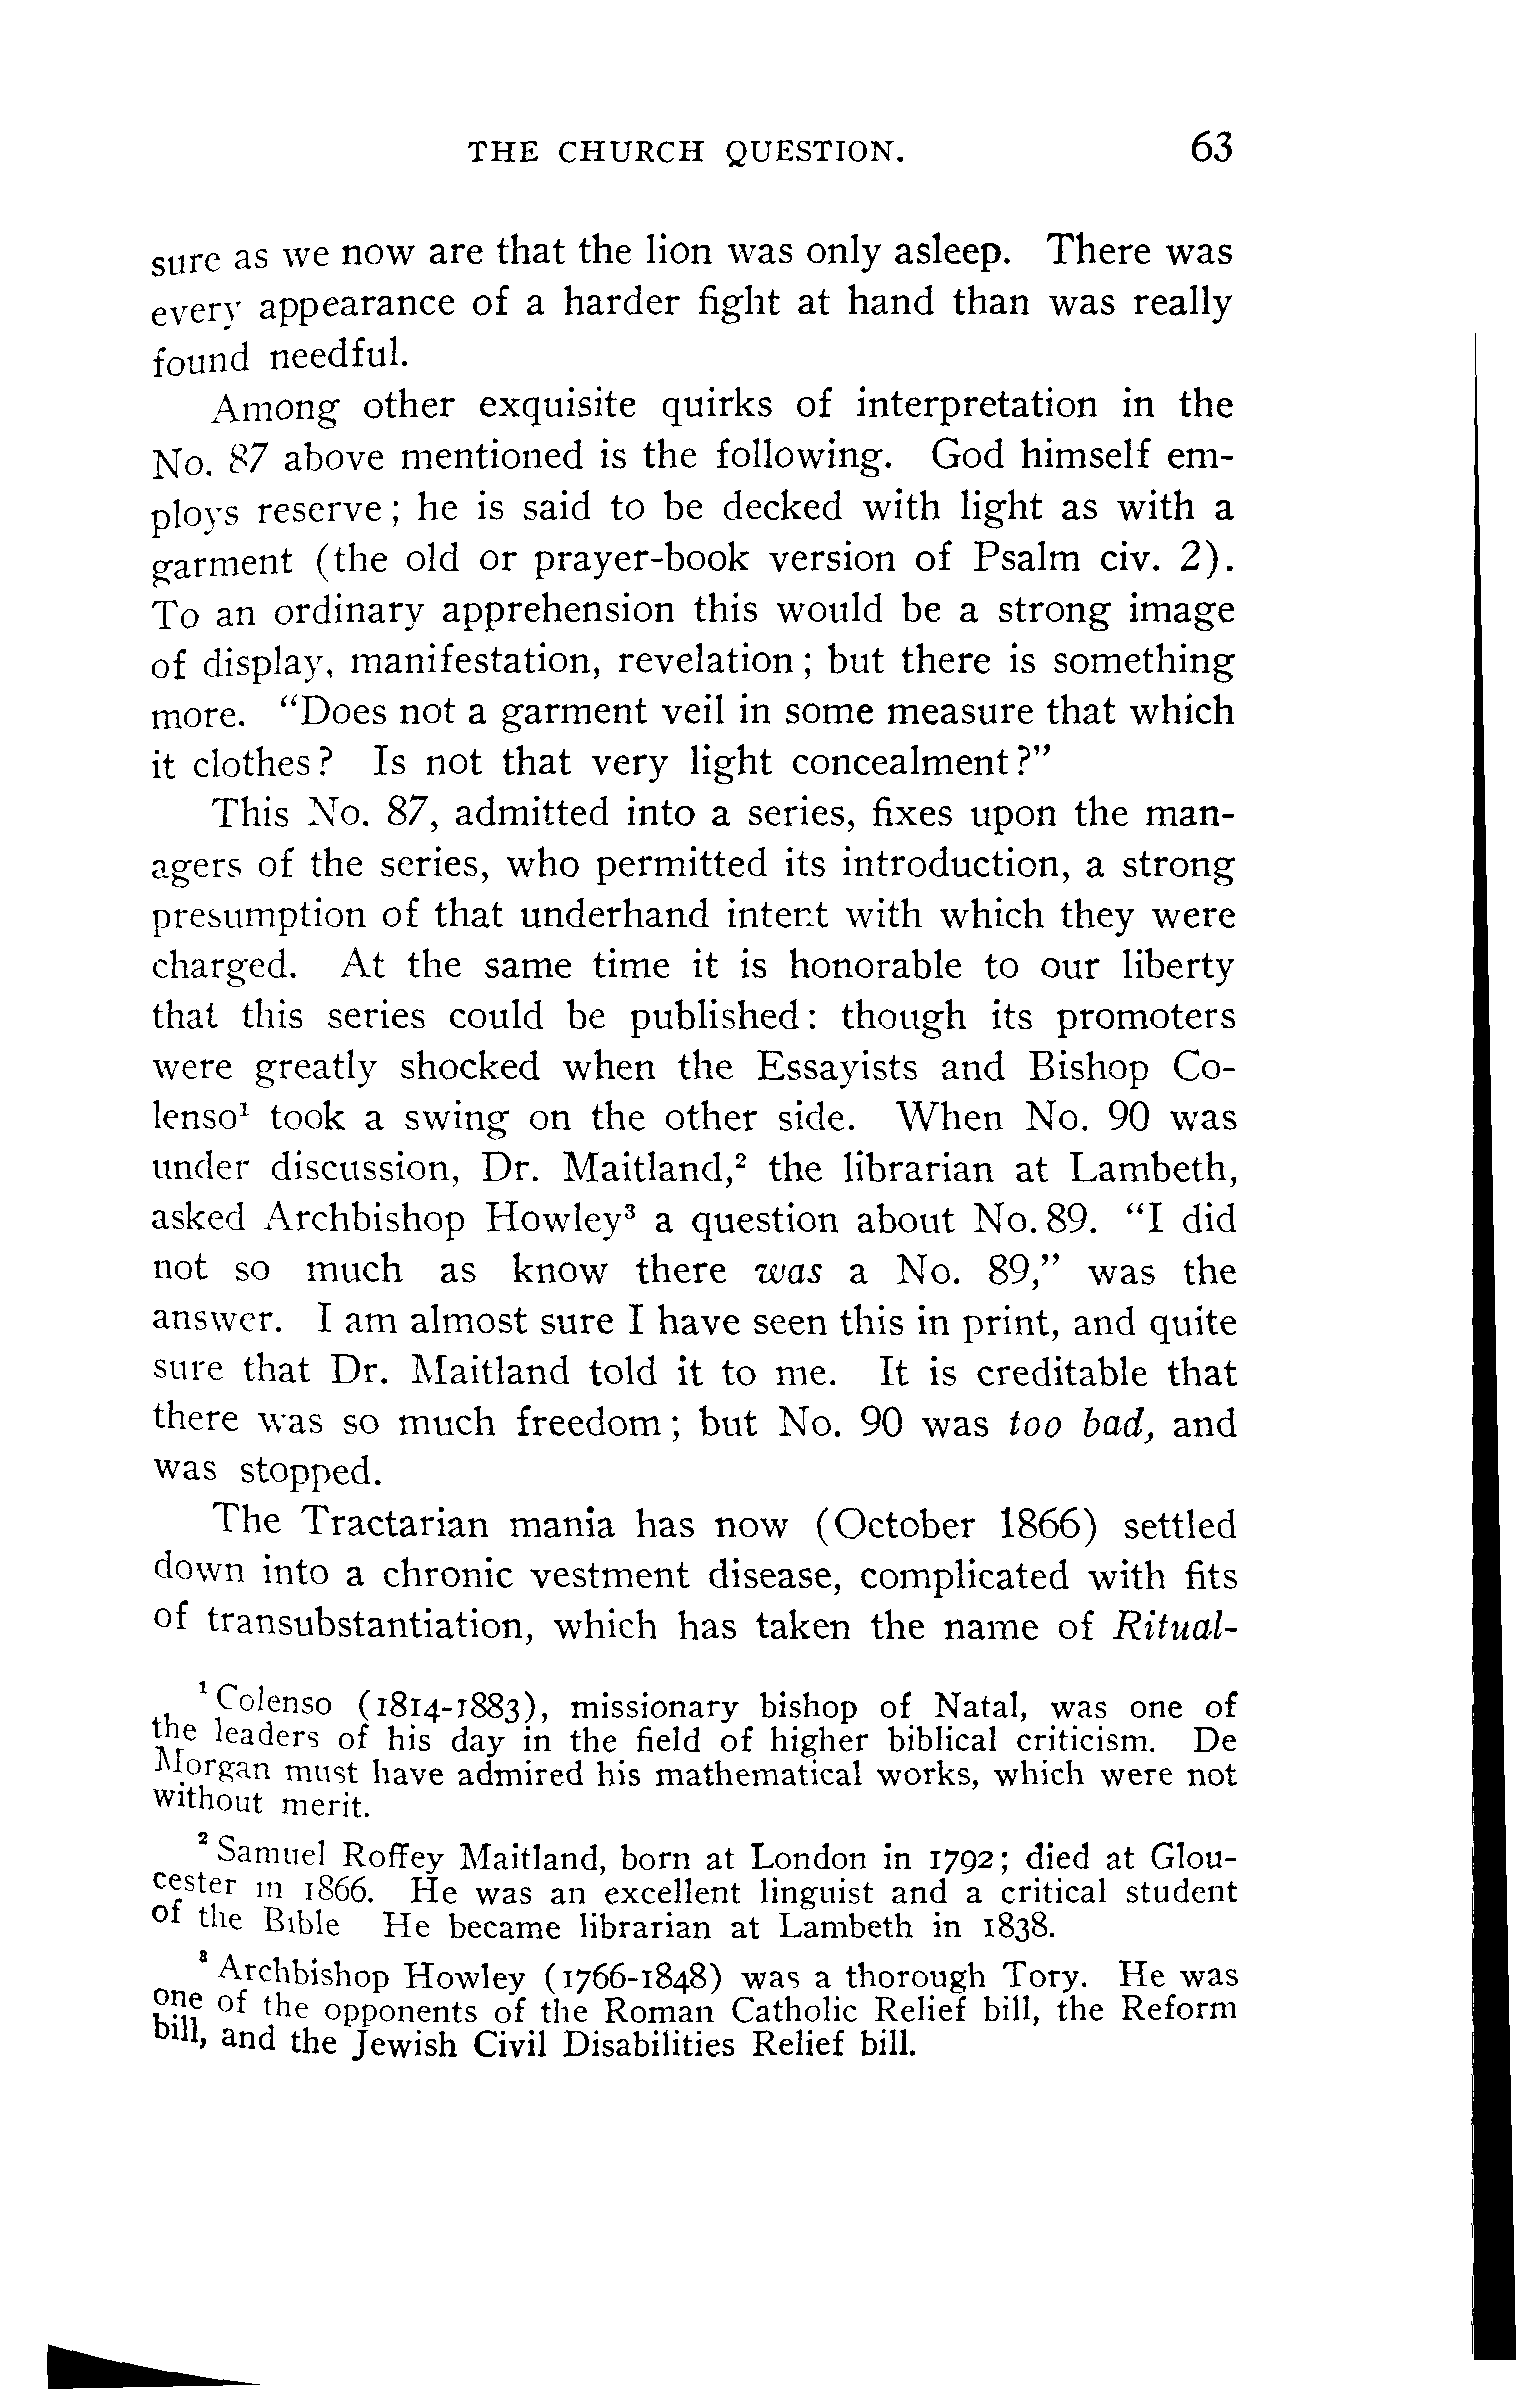 THE CHURCH QUESTION. 63
sure as we now are that the lion was only asleep. There was
every appearance of a harder fight at hand than was really
found needful.
Among other exquisite quirks of interpretation in the
No. 87 above mentioned is the following. God himself em-
ploys reserve; he is said to be decked with light as with a
garment (the old or prayer-book version of Psalm civ. 2).
To an ordinary apprehension this would be a strong image
of display, manifestation, revelation; but there is something
more. "Does not a garment veil in some measure that which
it clothes? Is not that very light concealment?"
This No. 87, admitted into a series, fixes upon the man-
agers of the series, who permitted its introduction, a strong
presumption of that underhand intent with which they were
charged. At the same time it is honorable to our liberty
that this series could be published: though its promoters
were greatly shocked when the Essayists and Bishop Co-
lenso¹ took a swing on the other side. When No. 90 was
under discussion, Dr. Maitland,² the librarian at Lambeth,
asked Archbishop Howley³ a question about No. 89. "I did
not so much as know there was a No. 89," was the
answer. I am almost sure I have seen this in print, and quite
sure that Dr. Maitland told it to me. It is creditable that
there was so much freedom; but No. 90 was too bad, and
was stopped.
The Tractarian mania has now (October 1866) settled
down into a chronic vestment disease, complicated with fits
of transubstantiation, which has taken the name of Ritual-
¹ Colenso (1814-1883), missionary bishop of Natal, was one of
the leaders of his day in the field of higher biblical criticism. De
Morgan must have admired his mathematical works, which were not
without merit.
² Samuel Roffey Maitland, born at London in 1792; died at Glou-
cester in 1866. He was an excellent linguist and a critical student
of the Bible He became librarian at Lambeth in 1838.
³ Archbishop Howley (1766-1848) was a thorough Tory. He was
one of the opponents of the Roman Catholic Relief bill, the Reform
bill, and the Jewish Civil Disabilities Relief bill.